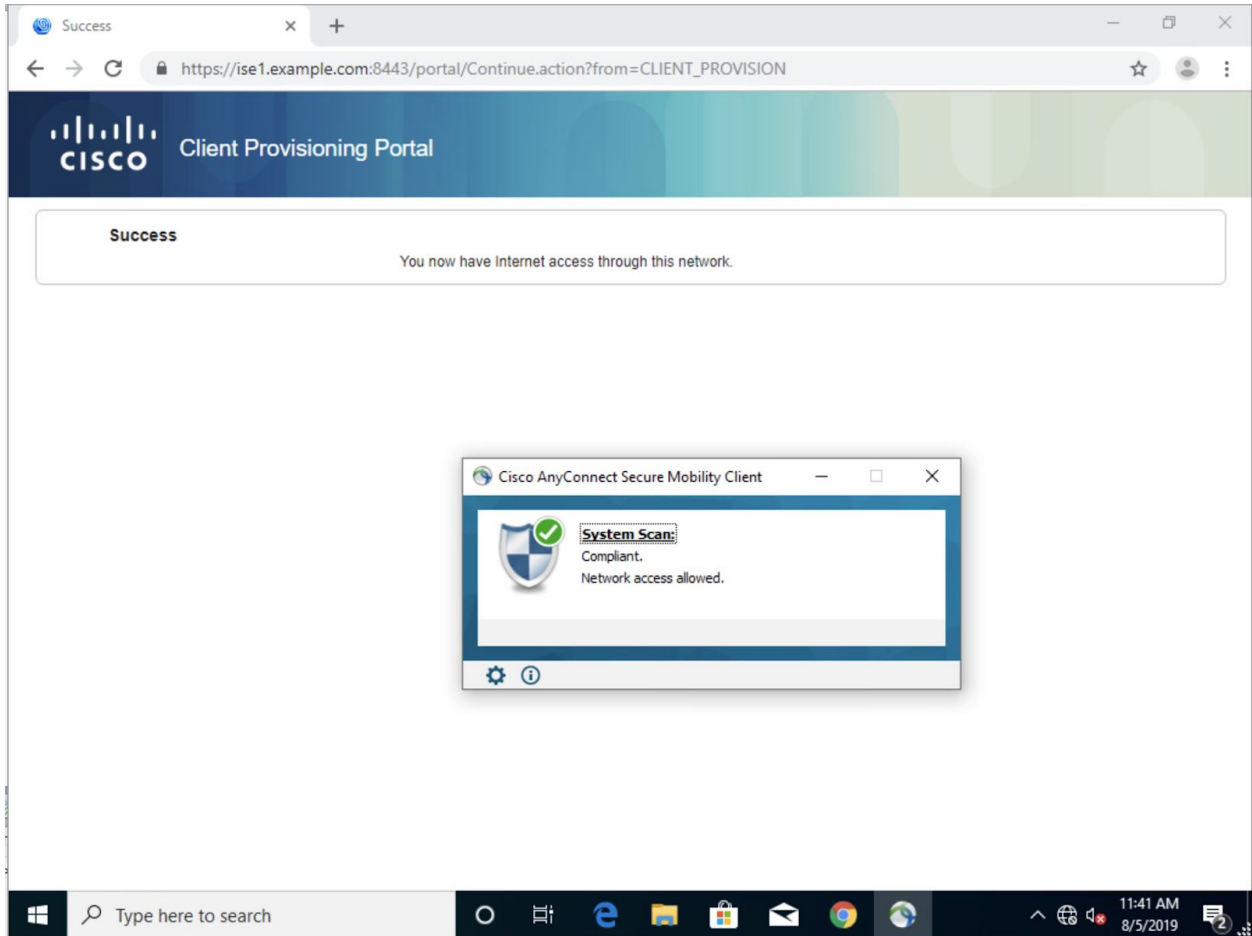 Success
https://ise1.example.com:8443/portal/Continue.action?from=CLIENT_PROVISION
CISCO
Client Provisioning Portal
Success
You now have Internet access through this network.
Cisco AnyConnect Secure Mobility Client
System Scan:
Compliant.
Network access allowed.
Type here to search
11:41 AM
8/5/2019
2